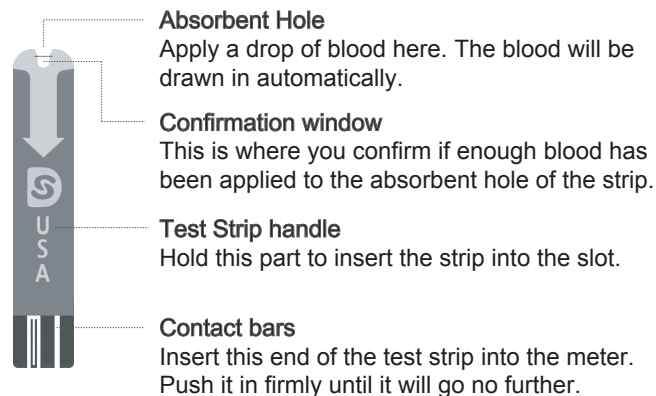 Absorbent Hole
Apply a drop of blood here. The blood will be
drawn in automatically.
Confirmation window
This is where you confirm if enough blood has
been applied to the absorbent hole of the strip.
Test Strip handle
Hold this part to insert the strip into the slot.
Contact bars
Insert this end of the test strip into the meter.
Push it in firmly until it will go no further.
S
USA